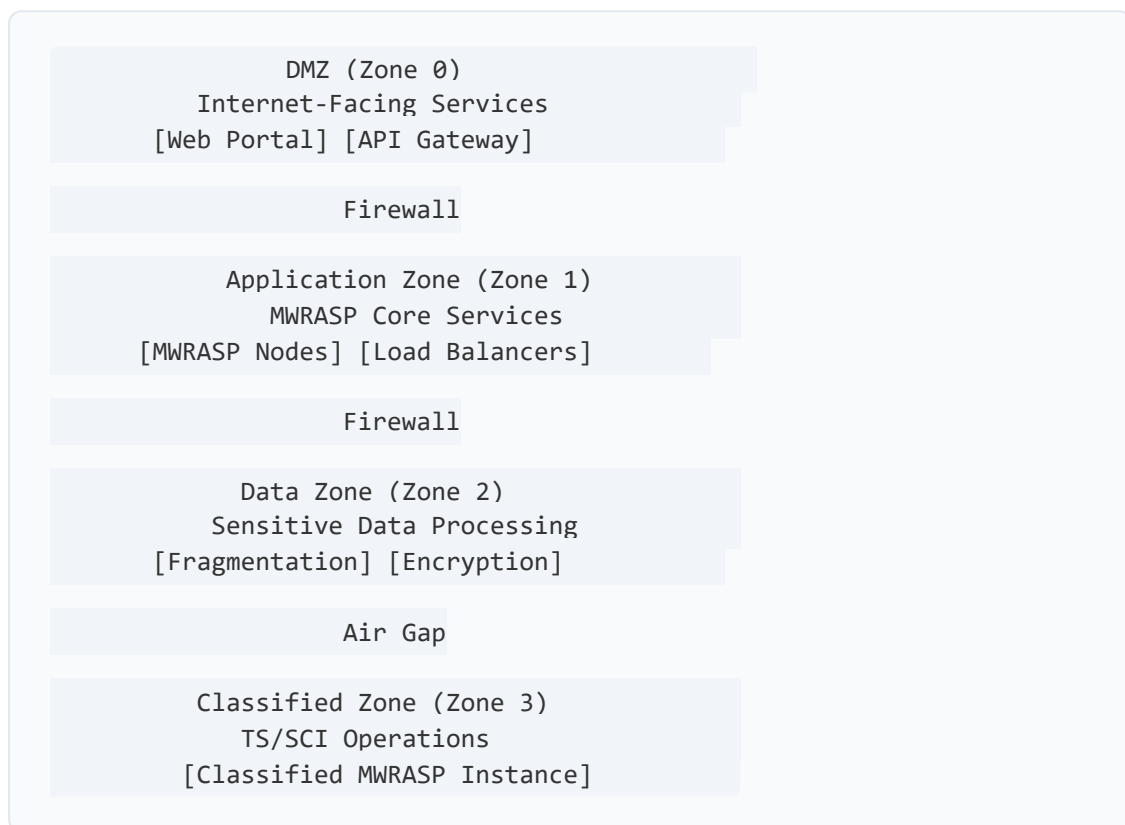 DMZ (Zone 0)
Internet-Facing Services
[Web Portal] [API Gateway]
Firewall
Application Zone (Zone 1)
MWRASP Core Services
[MWRASP Nodes] [Load Balancers]
Firewall
Data Zone (Zone 2)
Sensitive Data Processing
[Fragmentation] [Encryption]
Air Gap
Classified Zone (Zone 3)
TS/SCI Operations
[Classified MWRASP Instance]